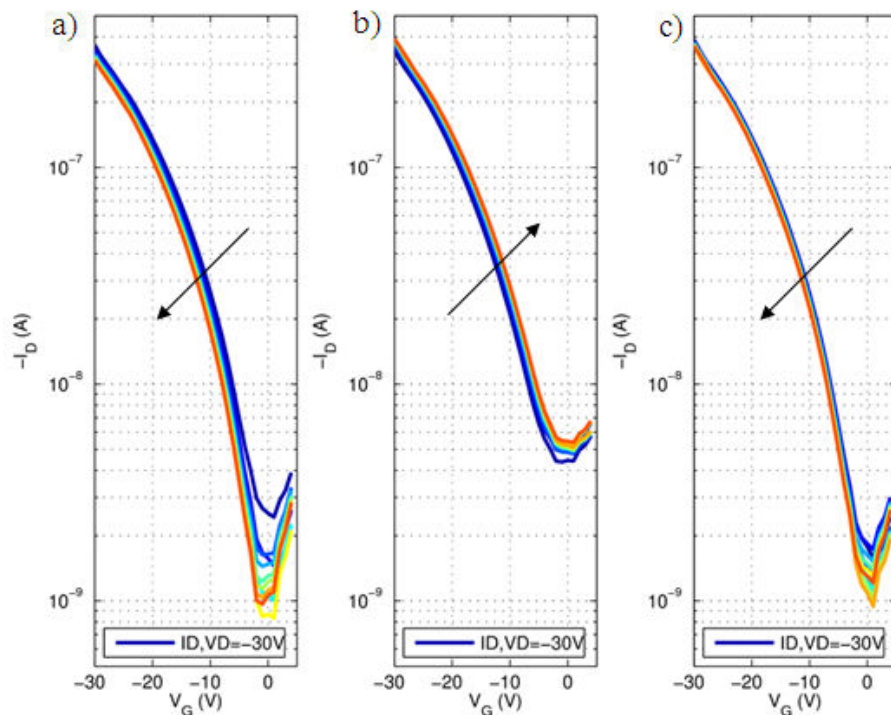 a)
10^−7
10^−8
10^−9
−I_D (A)
ID,VD=−30V
−30 −20 −10 0
V_G (V)
b)
10^−7
10^−8
10^−9
−I_D (A)
ID,VD=−30V
−30 −20 −10 0
V_G (V)
c)
10^−7
10^−8
10^−9
−I_D (A)
ID,VD=−30V
−30 −20 −10 0
V_G (V)